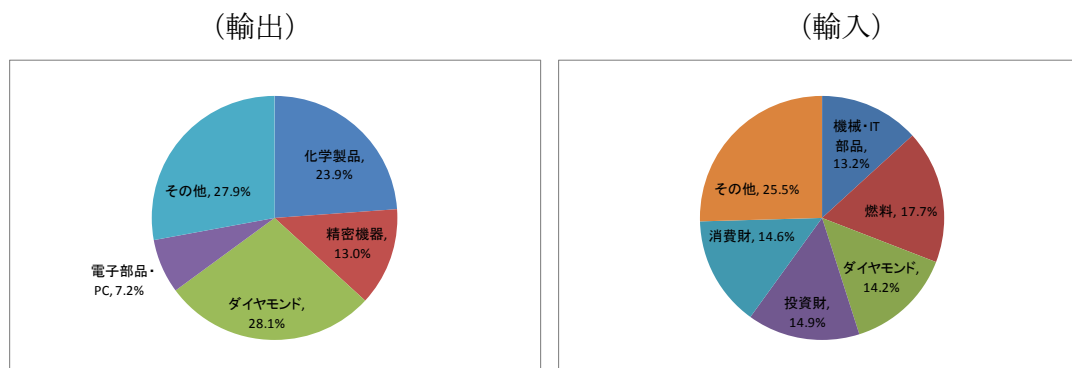 (輸出)
(輸入)
化学製品,
23.9%
精密機器,
13.0%
ダイヤモンド,
28.1%
電子部品・
PC, 7.2%
その他, 27.9%
機械・IT
部品,
13.2%
燃料, 17.7%
ダイヤモンド,
14.2%
投資財,
14.9%
消費財, 14.6%
その他, 25.5%